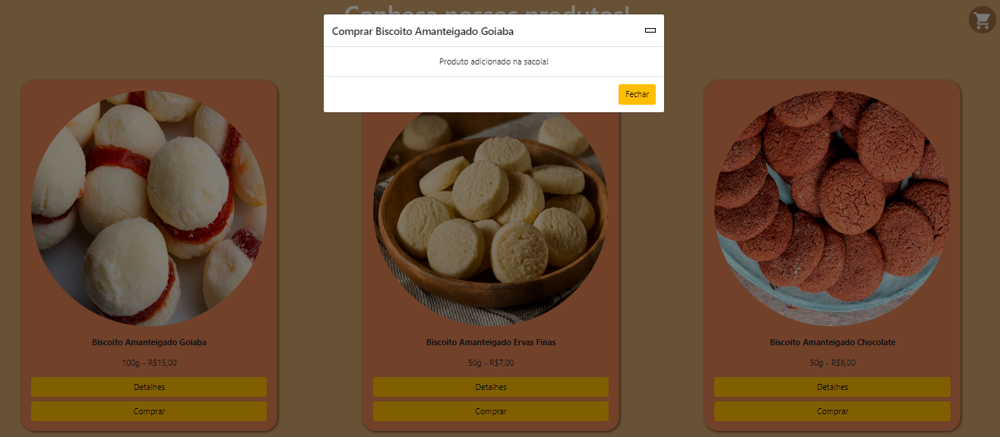 Conheça nossos produtos!
Comprar Biscoito Amanteigado Goiaba
Produto adicionado na sacola!
Fechar
Biscoito Amanteigado Goiaba
100g - R$15,00
Detalhes
Comprar
Biscoito Amanteigado Ervas Finas
50g - R$7,00
Detalhes
Comprar
Biscoito Amanteigado Chocolate
50g - R$8,00
Detalhes
Comprar